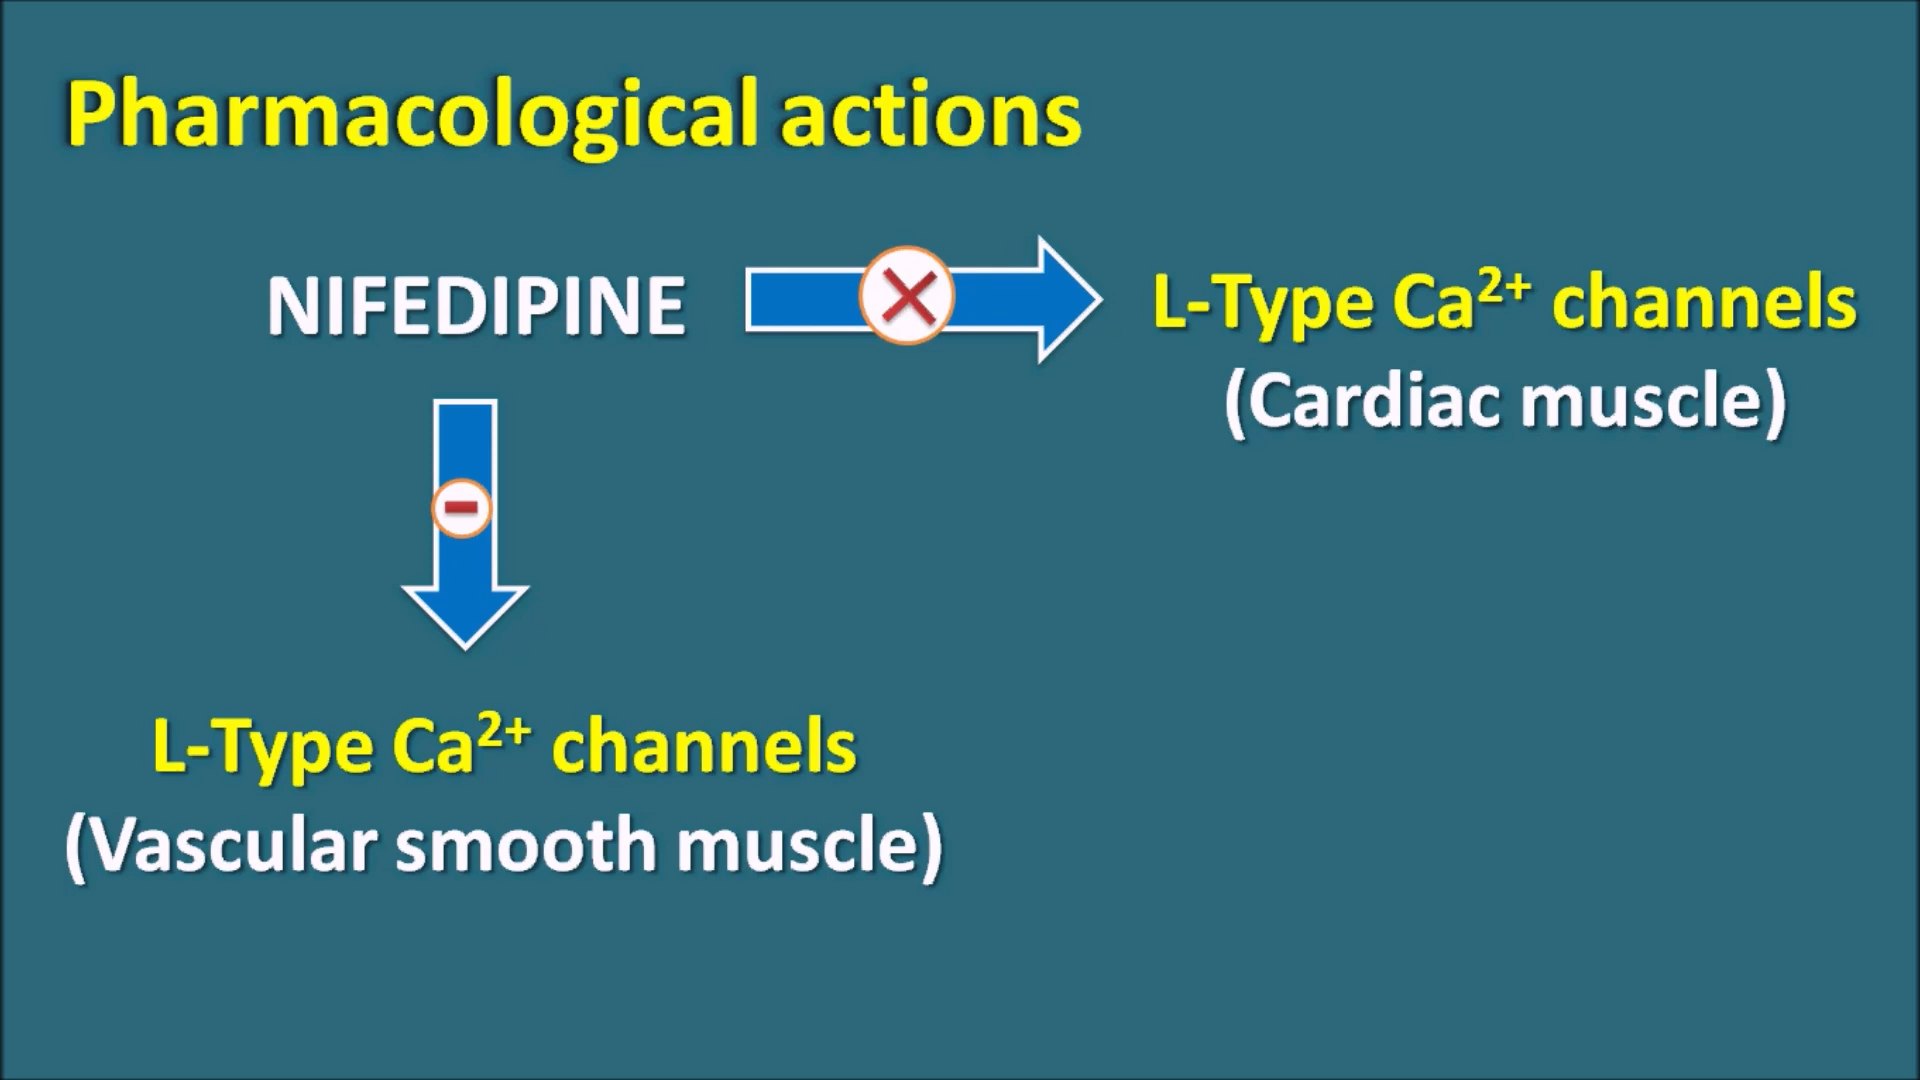 Pharmacological actions
NIFEDIPINE
L-Type Ca²⁺ channels
(Cardiac muscle)
L-Type Ca²⁺ channels
(Vascular smooth muscle)